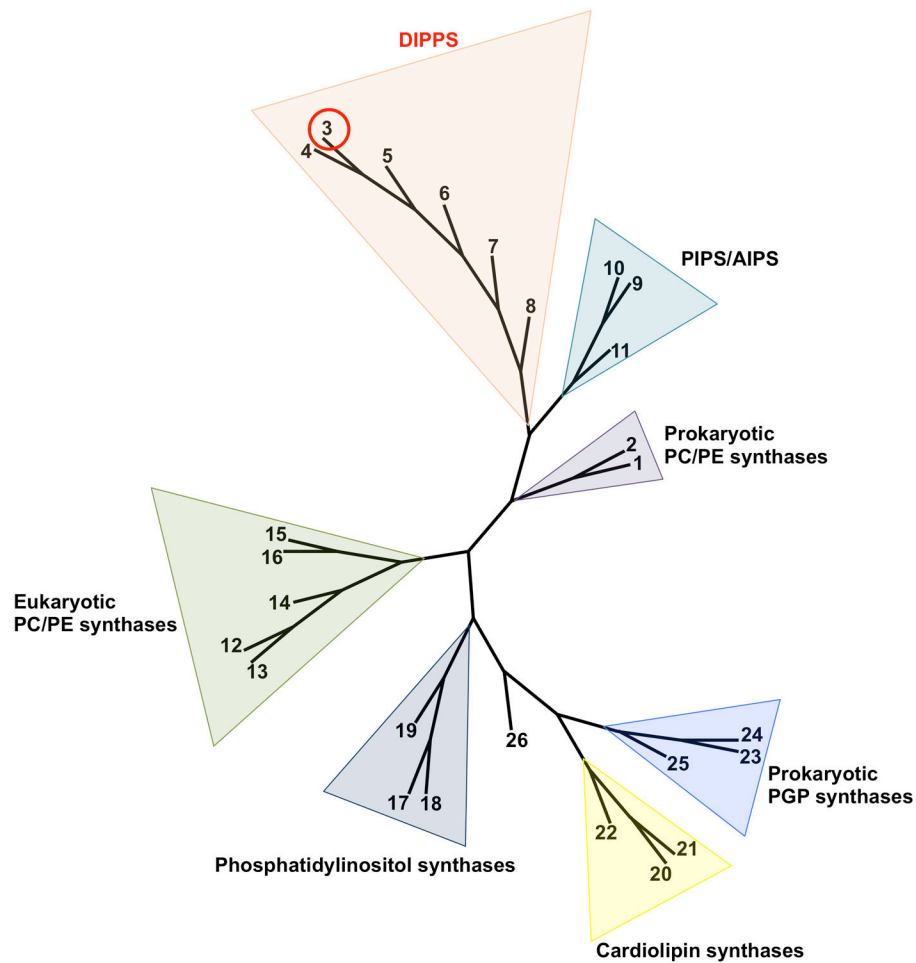 DIPPS
3
4
5
6
7
8
PIPS/AIPS
10
9
11
Prokaryotic
PC/PE synthases
2
1
15
16
14
12
13
Eukaryotic
PC/PE synthases
19
17
18
26
24
23
25
Prokaryotic
PGP synthases
22
21
20
Phosphatidylinositol synthases
Cardiolipin synthases